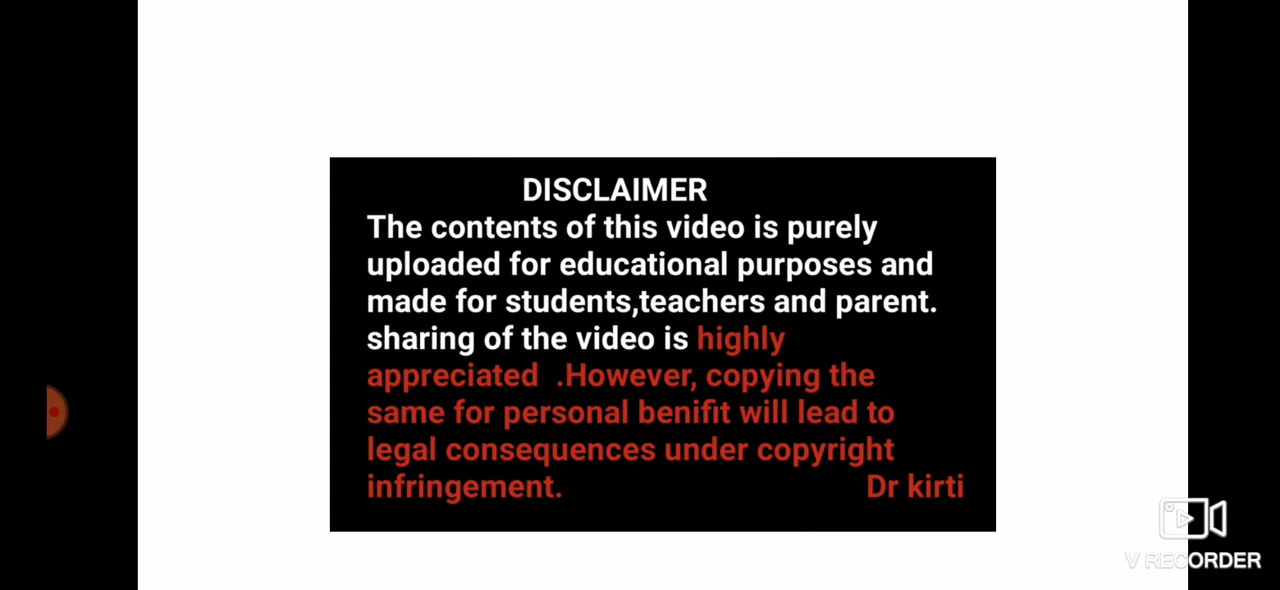 DISCLAIMER
The contents of this video is purely
uploaded for educational purposes and
made for students,teachers and parent.
sharing of the video is highly
appreciated .However, copying the
same for personal benifit will lead to
legal consequences under copyright
infringement. Dr kirti
V RECORDER